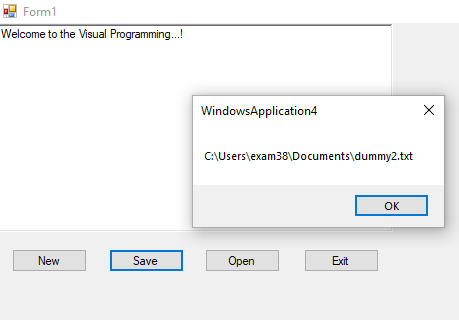 Form1
Welcome to the Visual Programming...!
WindowsApplication4
C:\Users\exam38\Documents\dummy2.txt
OK
New
Save
Open
Exit